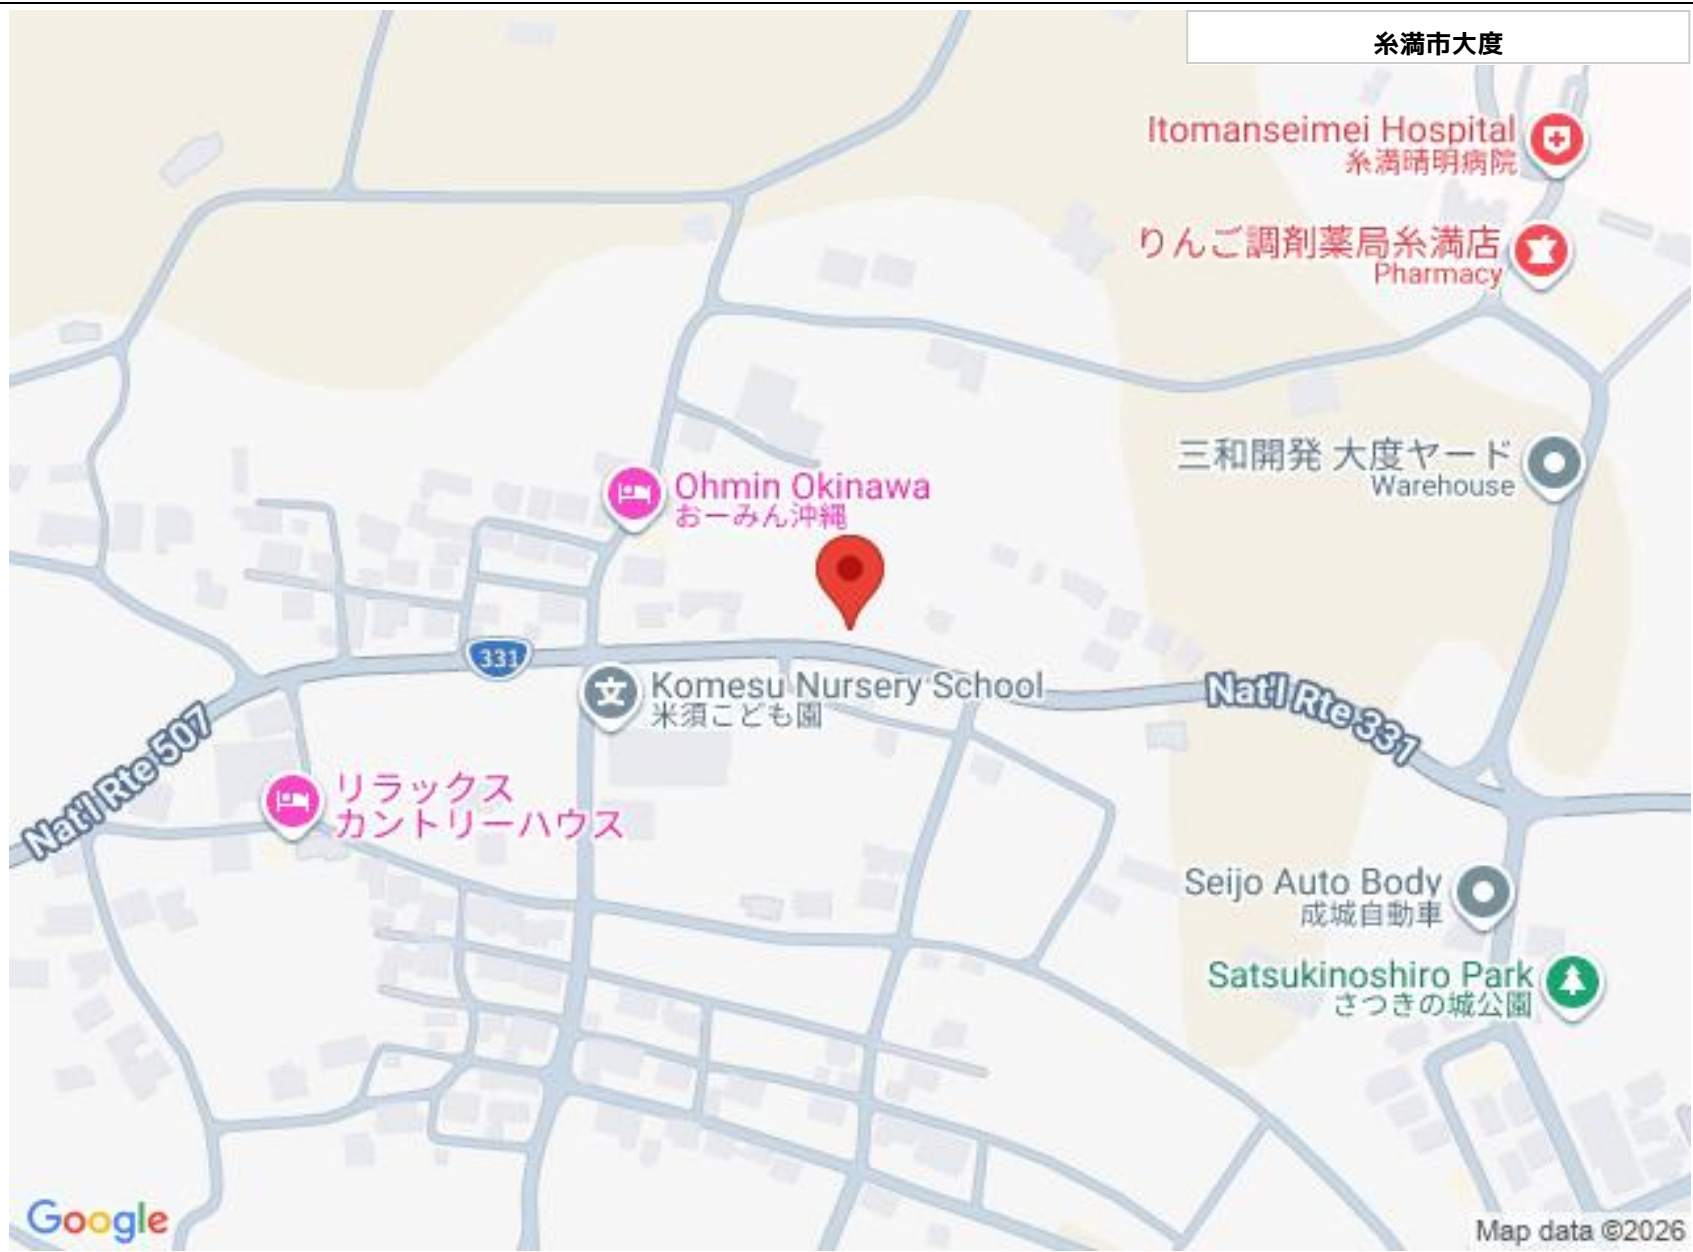 糸満市大度
Itomanseimei Hospital
糸満晴明病院
りんご調剤薬局糸満店
Pharmacy
三和開発 大度ヤード
Warehouse
Ohmin Okinawa
おーみん沖縄
331
Komesu Nursery School
米須こども園
Nat'l Rte 331
Nat'l Rte 507
リラックス
カントリーハウス
Seijo Auto Body
成城自動車
Satsukinoshiro Park
さつきの城公園
Google
Map data ©2026